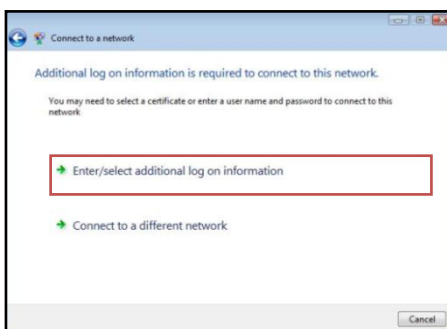 Connect to a network
Additional log on information is required to connect to this network.
You may need to select a certificate or enter a user name and password to connect to this
network
Enter/select additional log on information
Connect to a different network
Cancel